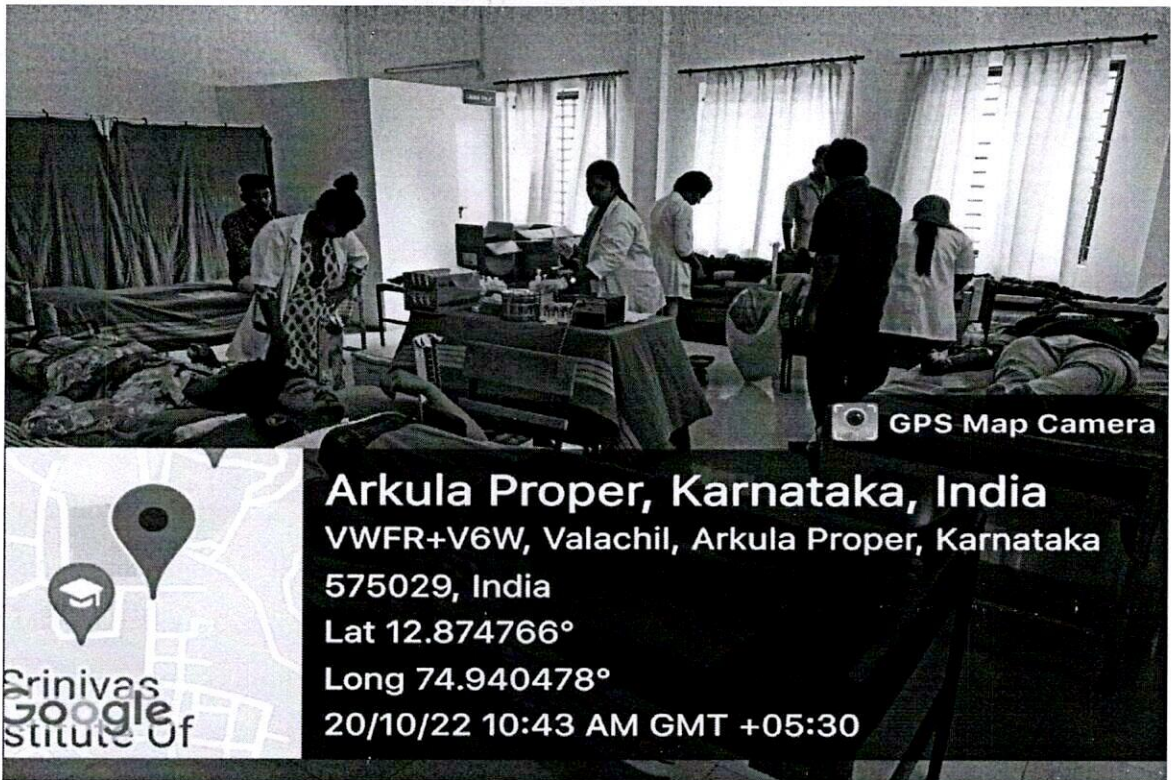 GPS Map Camera
Arkula Proper, Karnataka, India
VWFR+V6W, Valachil, Arkula Proper, Karnataka
575029, India
Lat 12.874766°
Long 74.940478°
20/10/22 10:43 AM GMT +05:30
Srinivas
Google
stitute Of